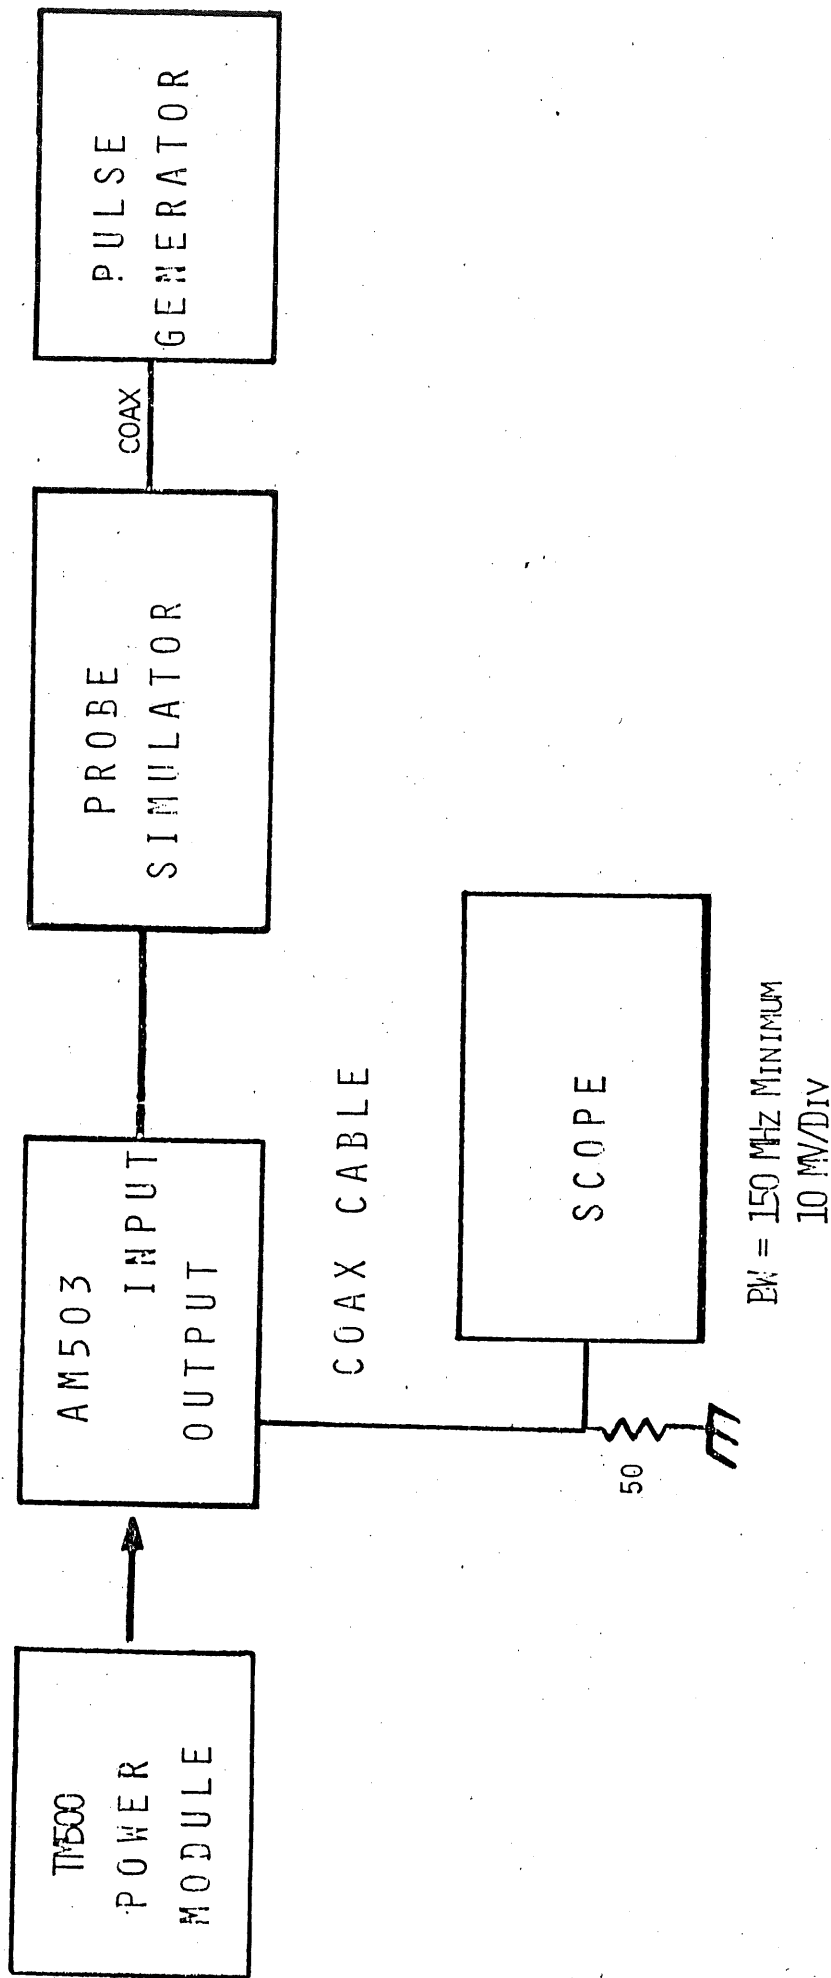 TM500
POWER
MODULE
AM503
INPUT
OUTPUT
PROBE
SIMULATOR
COAX
PULSE
GENERATOR
COAX CABLE
50
SCOPE
BW = 150 MHz MINIMUM
10 MV/DIV